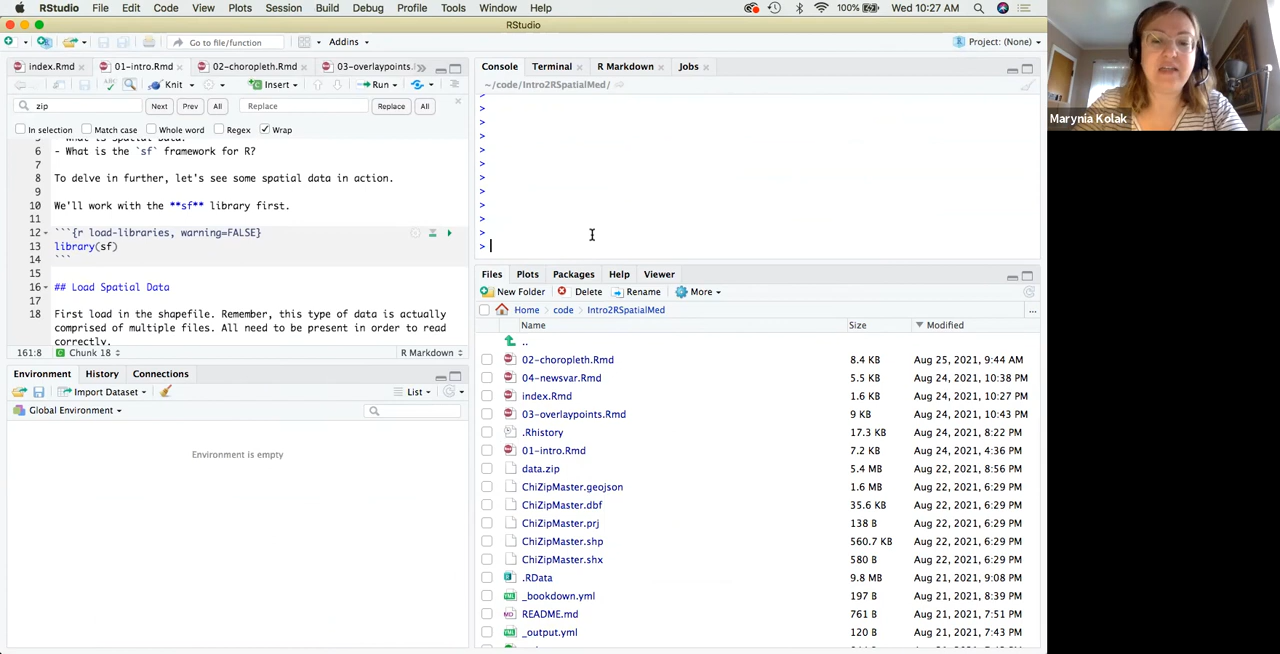 RStudio File Edit Code View Plots Session Build Debug Profile Tools Window Help 100% Wed 10:27 AM
RStudio
Go to file/function Addins Project: (None)
index.Rmd 01-intro.Rmd 02-choropleth.Rmd 03-overlaypoints.
Knit Insert Run
zip Next Prev All Replace Replace All
In selection Match case Whole word Regex Wrap
6 - What is the `sf` framework for R?
7
8 To delve in further, let's see some spatial data in action.
9
10 We'll work with the **sf** library first.
11
12 ```{r load-libraries, warning=FALSE}
13 library(sf)
14 ```
15
16 ## Load Spatial Data
17
18 First load in the shapefile. Remember, this type of data is actually
comprised of multiple files. All need to be present in order to read
correctly.
161:8 Chunk 18 R Markdown
Environment History Connections
Import Dataset List
Global Environment
Environment is empty
Console Terminal R Markdown Jobs
~/code/Intro2RSpatialMed/
>
>
>
>
>
>
>
>
>
>
>
Files Plots Packages Help Viewer
New Folder Delete Rename More
Home code Intro2RSpatialMed ...
Name Size Modified
..
02-choropleth.Rmd 8.4 KB Aug 25, 2021, 9:44 AM
04-newsvar.Rmd 5.5 KB Aug 24, 2021, 10:38 PM
index.Rmd 1.6 KB Aug 24, 2021, 10:27 PM
03-overlaypoints.Rmd 9 KB Aug 24, 2021, 10:43 PM
.Rhistory 17.3 KB Aug 24, 2021, 8:22 PM
01-intro.Rmd 7.2 KB Aug 24, 2021, 4:36 PM
data.zip 5.4 MB Aug 22, 2021, 8:56 PM
ChiZipMaster.geojson 1.6 MB Aug 22, 2021, 6:29 PM
ChiZipMaster.dbf 35.6 KB Aug 22, 2021, 6:29 PM
ChiZipMaster.prj 138 B Aug 22, 2021, 6:29 PM
ChiZipMaster.shp 560.7 KB Aug 22, 2021, 6:29 PM
ChiZipMaster.shx 580 B Aug 22, 2021, 6:29 PM
.RData 9.8 MB Aug 21, 2021, 9:08 PM
_bookdown.yml 197 B Aug 21, 2021, 8:39 PM
README.md 761 B Aug 21, 2021, 7:51 PM
_output.yml 120 B Aug 21, 2021, 7:43 PM
Marynia Kolak